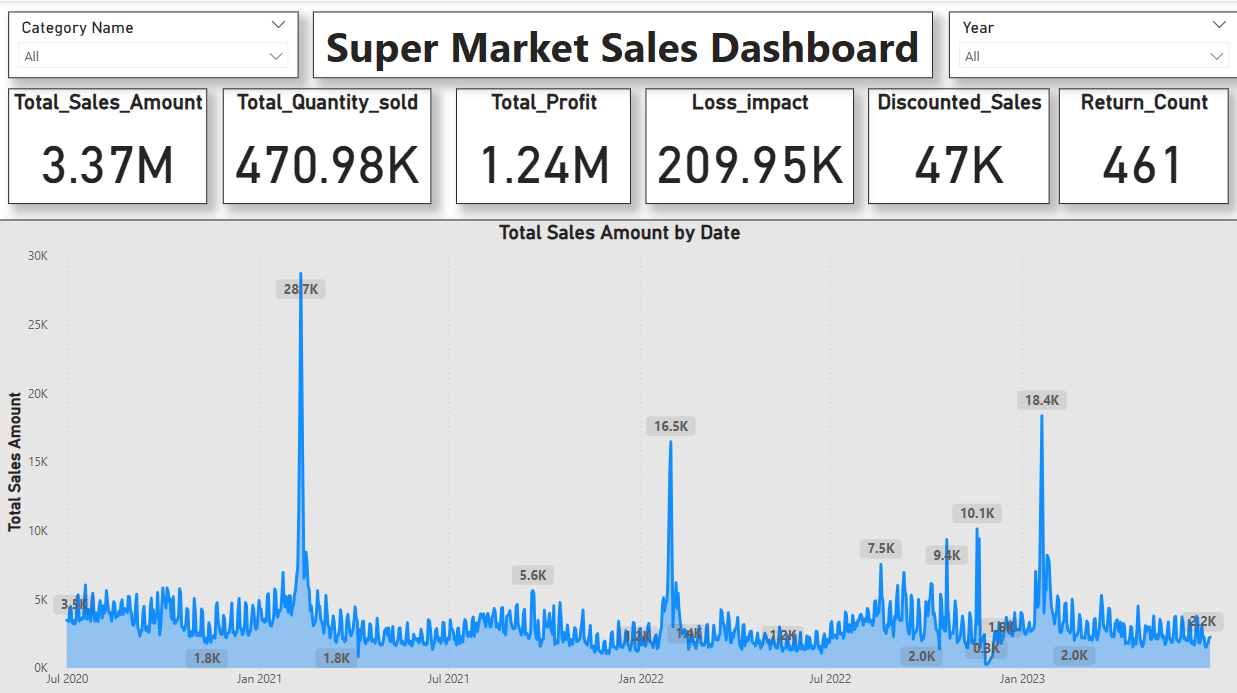 Category Name
All
Super Market Sales Dashboard
Year
All
Total_Sales_Amount
3.37M
Total_Quantity_sold
470.98K
Total_Profit
1.24M
Loss_impact
209.95K
Discounted_Sales
47K
Return_Count
461
Total Sales Amount by Date
Total Sales Amount
30K
25K
20K
15K
10K
5K
0K
28.7K
18.4K
16.5K
10.1K
7.5K
9.4K
5.6K
3.5K
2.2K
1.2K
1.4K
1.2K
1.6K
0.3K
1.8K
1.8K
2.0K
2.0K
Jul 2020
Jan 2021
Jul 2021
Jan 2022
Jul 2022
Jan 2023